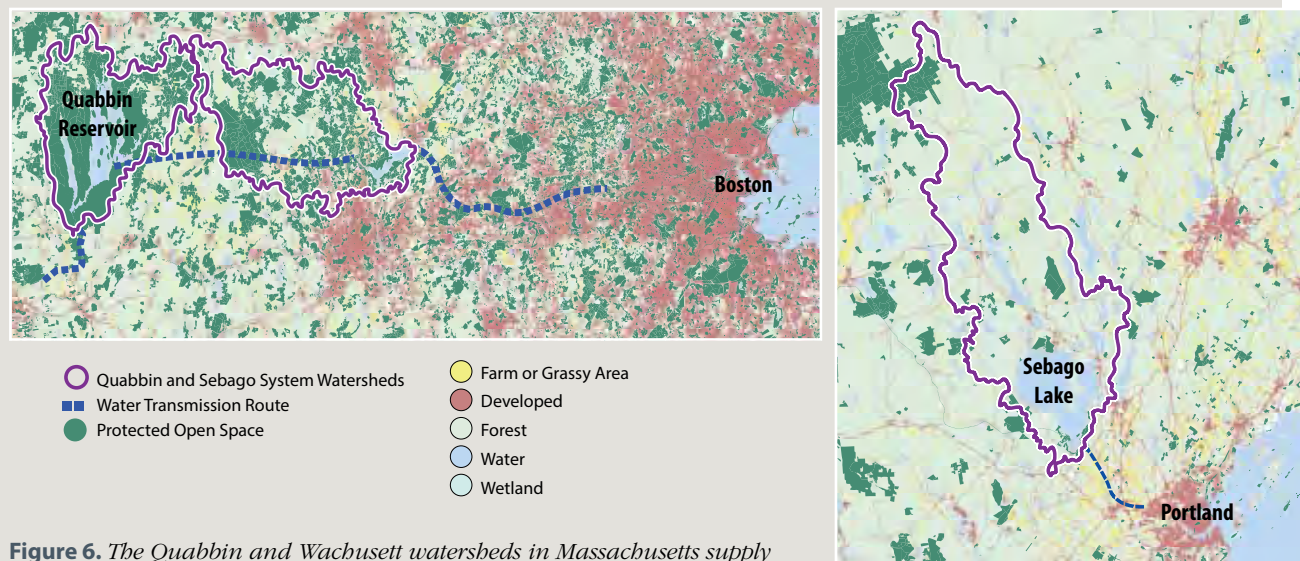 Quabbin
Reservoir
Boston
Sebago
Lake
Portland
Quabbin and Sebago System Watersheds
Water Transmission Route
Protected Open Space
Farm or Grassy Area
Developed
Forest
Water
Wetland
Figure 6. The Quabbin and Wachusett watersheds in Massachusetts supply